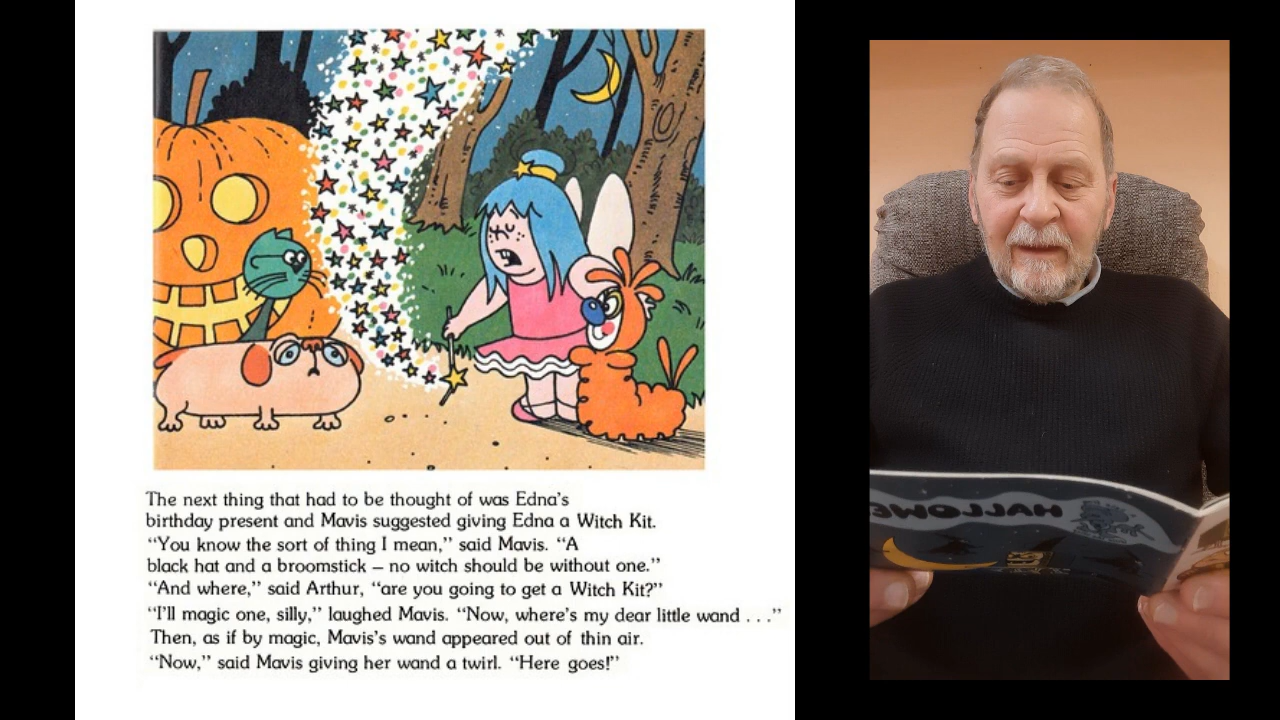 The next thing that had to be thought of was Edna's
birthday present and Mavis suggested giving Edna a Witch Kit.
“You know the sort of thing I mean,” said Mavis. “A
black hat and a broomstick – no witch should be without one.”
“And where,” said Arthur, “are you going to get a Witch Kit?”
“I'll magic one, silly,” laughed Mavis. “Now, where's my dear little wand . . .”
Then, as if by magic, Mavis's wand appeared out of thin air.
“Now,” said Mavis giving her wand a twirl. “Here goes!”